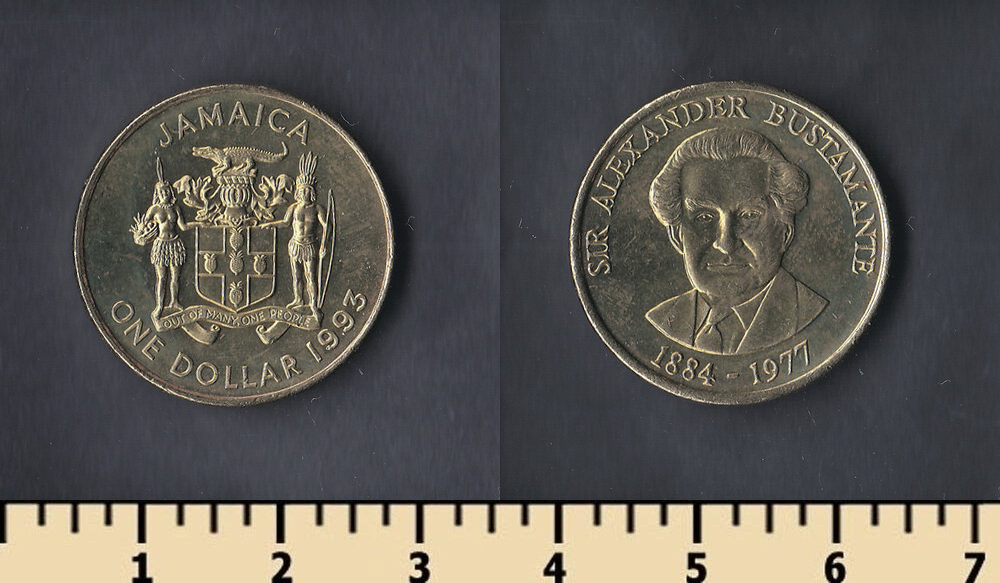 JAMAICA
OUT OF MANY, ONE PEOPLE
ONE DOLLAR 1993
SIR ALEXANDER BUSTAMANTE
1884 - 1977
1 2 3 4 5 6 7